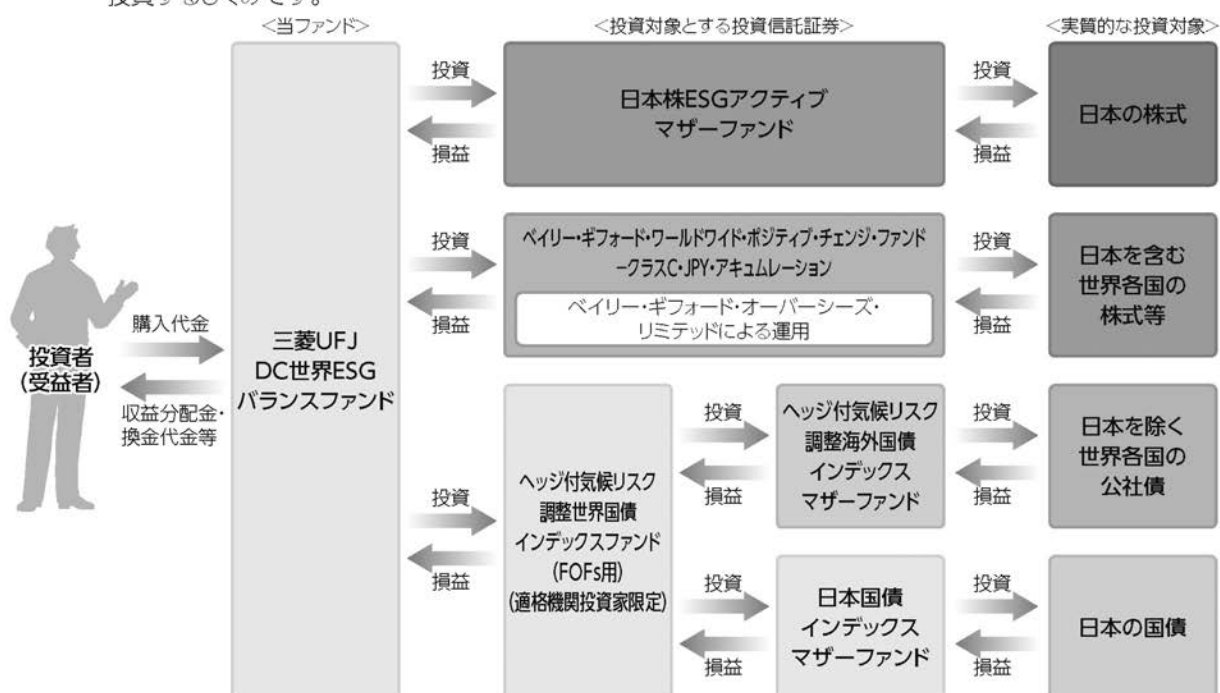 投資するしくみです。
＜当ファンド＞
＜投資対象とする投資信託証券＞
＜実質的な投資対象＞
投資者
(受益者)
購入代金
収益分配金・
換金代金等
三菱UFJ
DC世界ESG
バランスファンド
投資
損益
日本株ESGアクティブ
マザーファンド
投資
損益
日本の株式
投資
損益
ベイリー・ギフォード・ワールドワイド・ポジティブ・チェンジ・ファンド
－クラスC・JPY・アキュムレーション
ベイリー・ギフォード・オーバーシーズ・
リミテッドによる運用
投資
損益
日本を含む
世界各国の
株式等
投資
損益
ヘッジ付気候リスク
調整世界国債
インデックスファンド
(FOFs用)
(適格機関投資家限定)
投資
損益
ヘッジ付気候リスク
調整海外国債
インデックス
マザーファンド
投資
損益
日本を除く
世界各国の
公社債
投資
損益
日本国債
インデックス
マザーファンド
投資
損益
日本の国債